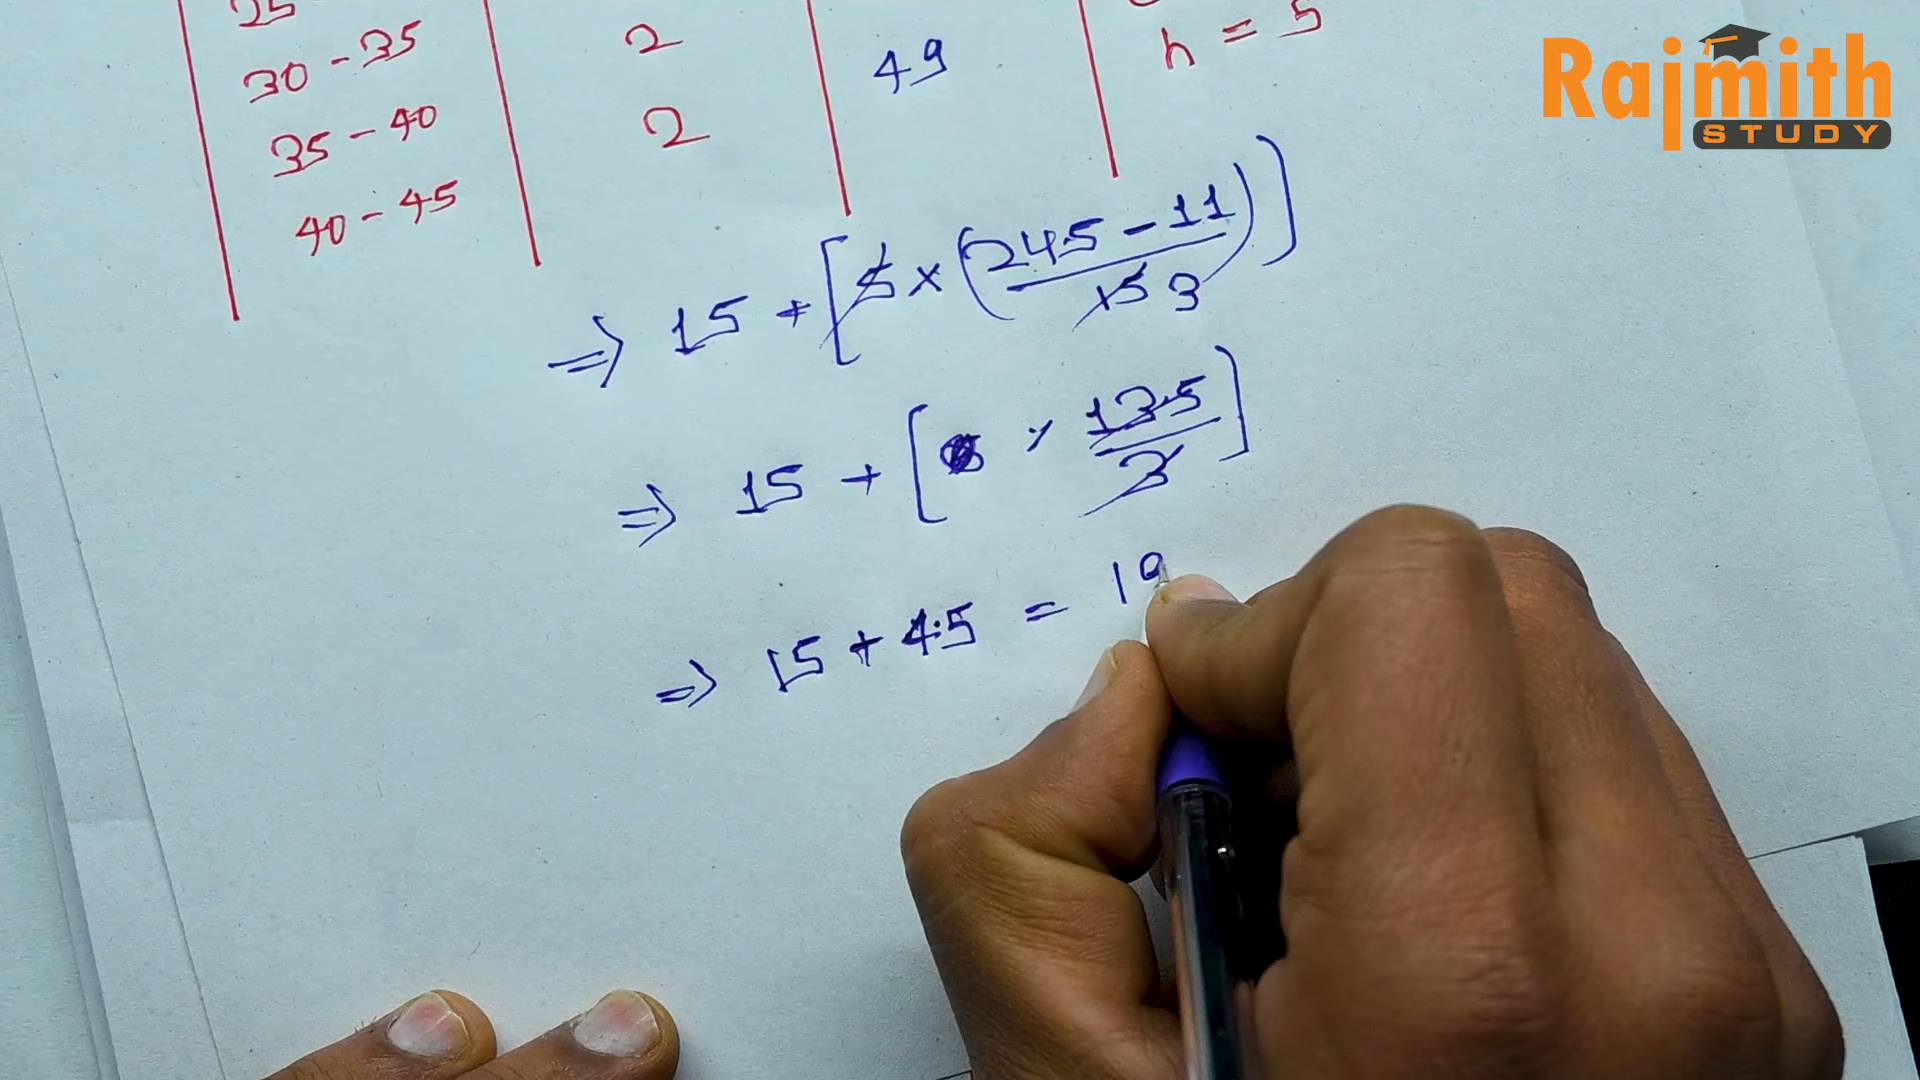 25
30 - 35 2 49 h = 5
35 - 40 2
40 - 45
Rajmith
STUDY
⇒ 15 + [5 × (24.5 - 11 / 15 3)]
⇒ 15 + [ × 13.5 / 3]
⇒ 15 + 4.5 = 19